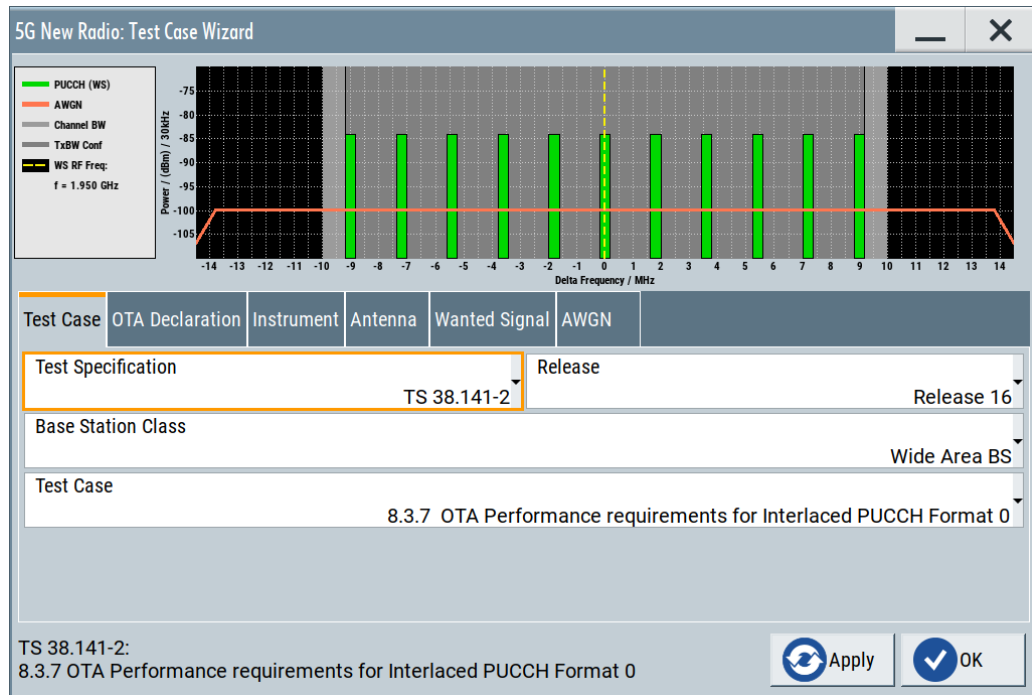 5G New Radio: Test Case Wizard
PUCCH (WS)
AWGN
Channel BW
TxBW Conf
WS RF Freq:
f = 1.950 GHz
Power / (dBm) / 30kHz
-75
-80
-85
-90
-95
-100
-105
-14 -13 -12 -11 -10 -9 -8 -7 -6 -5 -4 -3 -2 -1 0 1 2 3 4 5 6 7 8 9 10 11 12 13 14
Delta Frequency / MHz
Test Case OTA Declaration Instrument Antenna Wanted Signal AWGN
Test Specification
TS 38.141-2
Release
Release 16
Base Station Class
Wide Area BS
Test Case
8.3.7 OTA Performance requirements for Interlaced PUCCH Format 0
TS 38.141-2:
8.3.7 OTA Performance requirements for Interlaced PUCCH Format 0
Apply
OK